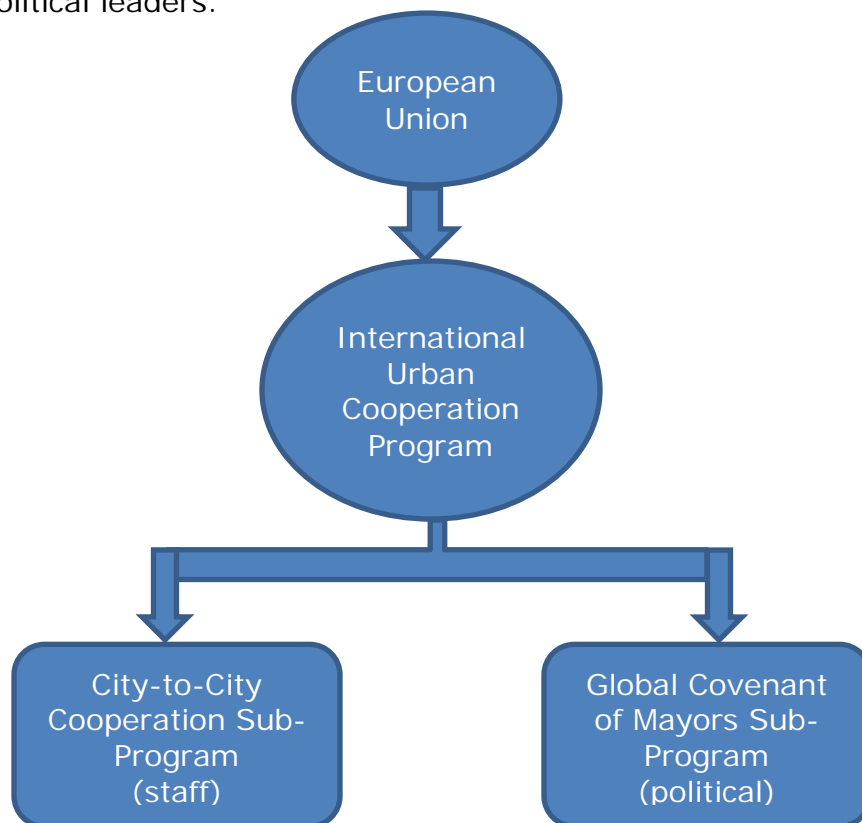 political leaders.
European
Union
International
Urban
Cooperation
Program
City-to-City
Cooperation Sub-
Program
(staff)
Global Covenant
of Mayors Sub-
Program
(political)